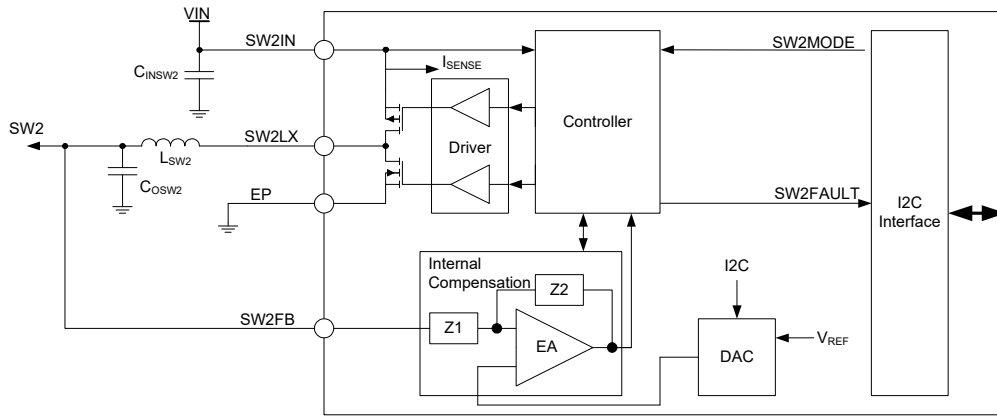 VIN
SW2IN
SW2MODE
CINSW2
ISENSE
Controller
SW2
SW2LX
LSW2
Driver
COSW2
EP
SW2FAULT
I2C
Interface
Internal
Compensation
Z2
I2C
SW2FB
Z1
EA
DAC
VREF